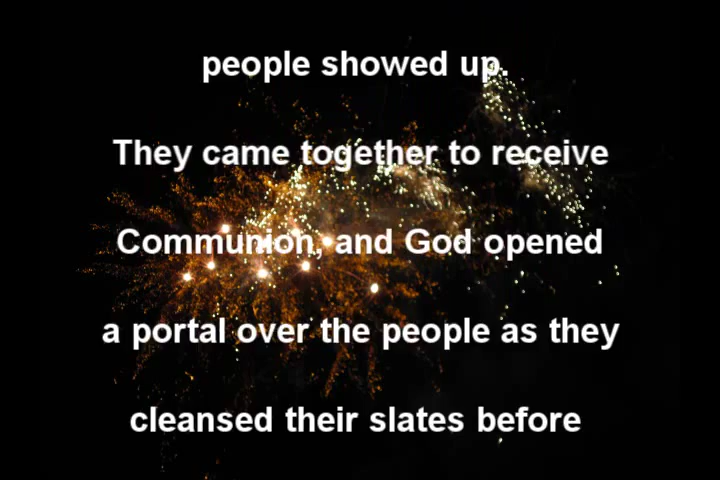 people showed up.
They came together to receive
Communion, and God opened
a portal over the people as they
cleansed their slates before